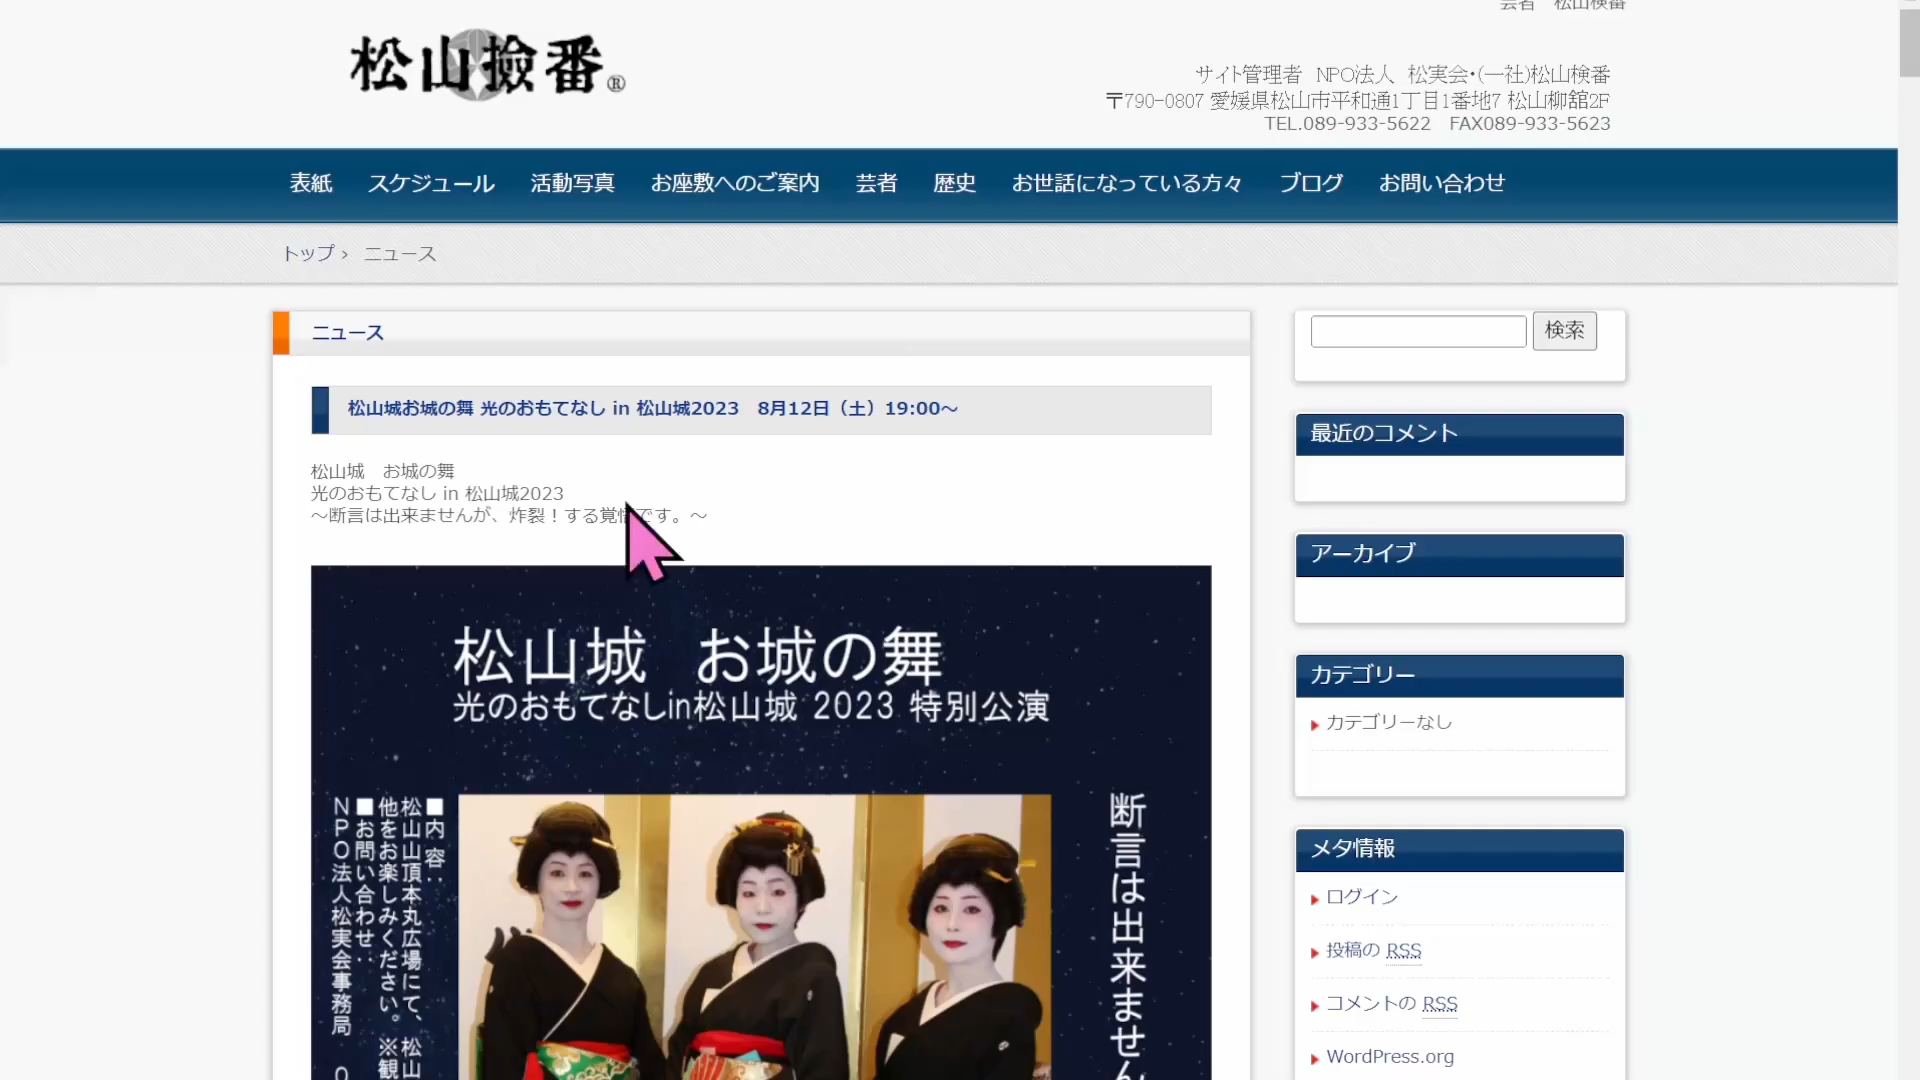 芸者　松山検番
松山撿番®
サイト管理者　NPO法人　松実会・(一社)松山検番
〒790-0807 愛媛県松山市平和通1丁目1番地7 松山柳舘2F
TEL.089-933-5622　FAX089-933-5623
表紙　スケジュール　活動写真　お座敷へのご案内　芸者　歴史　お世話になっている方々　ブログ　お問い合わせ
トップ ›　ニュース
ニュース
松山城お城の舞 光のおもてなし in 松山城2023　8月12日（土）19:00～
松山城　お城の舞
光のおもてなし in 松山城2023
～断言は出来ませんが、炸裂！する覚悟です。～
松山城　お城の舞
光のおもてなしin松山城 2023 特別公演
断言は出来ません
■内 容：
松山山頂本丸広場にて、松山
他をお楽しみください。※観
■お問い合わせ：
NPO法人松実会事務局　0
検索
最近のコメント
アーカイブ
カテゴリー
カテゴリーなし
メタ情報
ログイン
投稿の RSS
コメントの RSS
WordPress.org